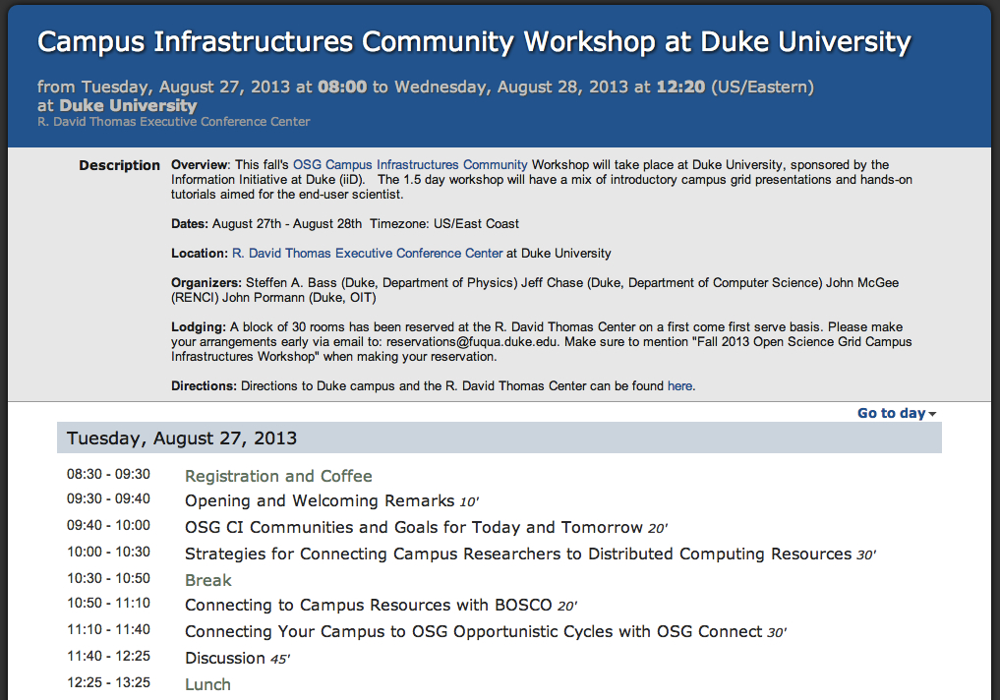 Campus Infrastructures Community Workshop at Duke University
from Tuesday, August 27, 2013 at 08:00 to Wednesday, August 28, 2013 at 12:20 (US/Eastern)
at Duke University
R. David Thomas Executive Conference Center
Description Overview: This fall's OSG Campus Infrastructures Community Workshop will take place at Duke University, sponsored by the
Information Initiative at Duke (iiD).   The 1.5 day workshop will have a mix of introductory campus grid presentations and hands-on
tutorials aimed for the end-user scientist.
Dates: August 27th - August 28th  Timezone: US/East Coast
Location: R. David Thomas Executive Conference Center at Duke University
Organizers: Steffen A. Bass (Duke, Department of Physics) Jeff Chase (Duke, Department of Computer Science) John McGee
(RENCI) John Pormann (Duke, OIT)
Lodging: A block of 30 rooms has been reserved at the R. David Thomas Center on a first come first serve basis. Please make
your arrangements early via email to: reservations@fuqua.duke.edu. Make sure to mention "Fall 2013 Open Science Grid Campus
Infrastructures Workshop" when making your reservation.
Directions: Directions to Duke campus and the R. David Thomas Center can be found here.
Go to day
Tuesday, August 27, 2013
08:30 - 09:30 Registration and Coffee
09:30 - 09:40 Opening and Welcoming Remarks 10'
09:40 - 10:00 OSG CI Communities and Goals for Today and Tomorrow 20'
10:00 - 10:30 Strategies for Connecting Campus Researchers to Distributed Computing Resources 30'
10:30 - 10:50 Break
10:50 - 11:10 Connecting to Campus Resources with BOSCO 20'
11:10 - 11:40 Connecting Your Campus to OSG Opportunistic Cycles with OSG Connect 30'
11:40 - 12:25 Discussion 45'
12:25 - 13:25 Lunch